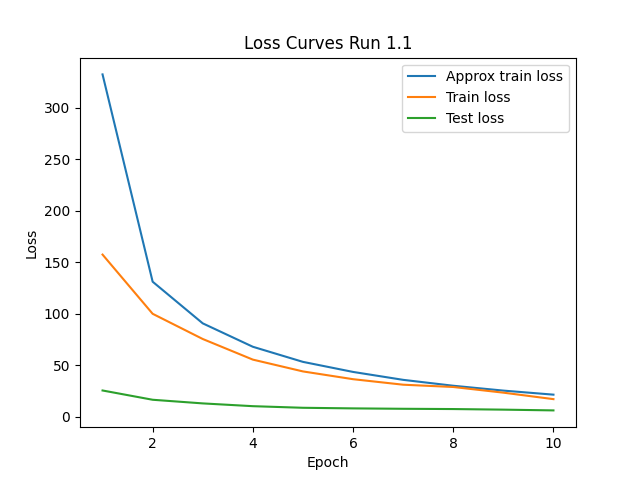 Loss Curves Run 1.1
Approx train loss
Train loss
Test loss
Loss
300
250
200
150
100
50
0
2 4 6 8 10
Epoch